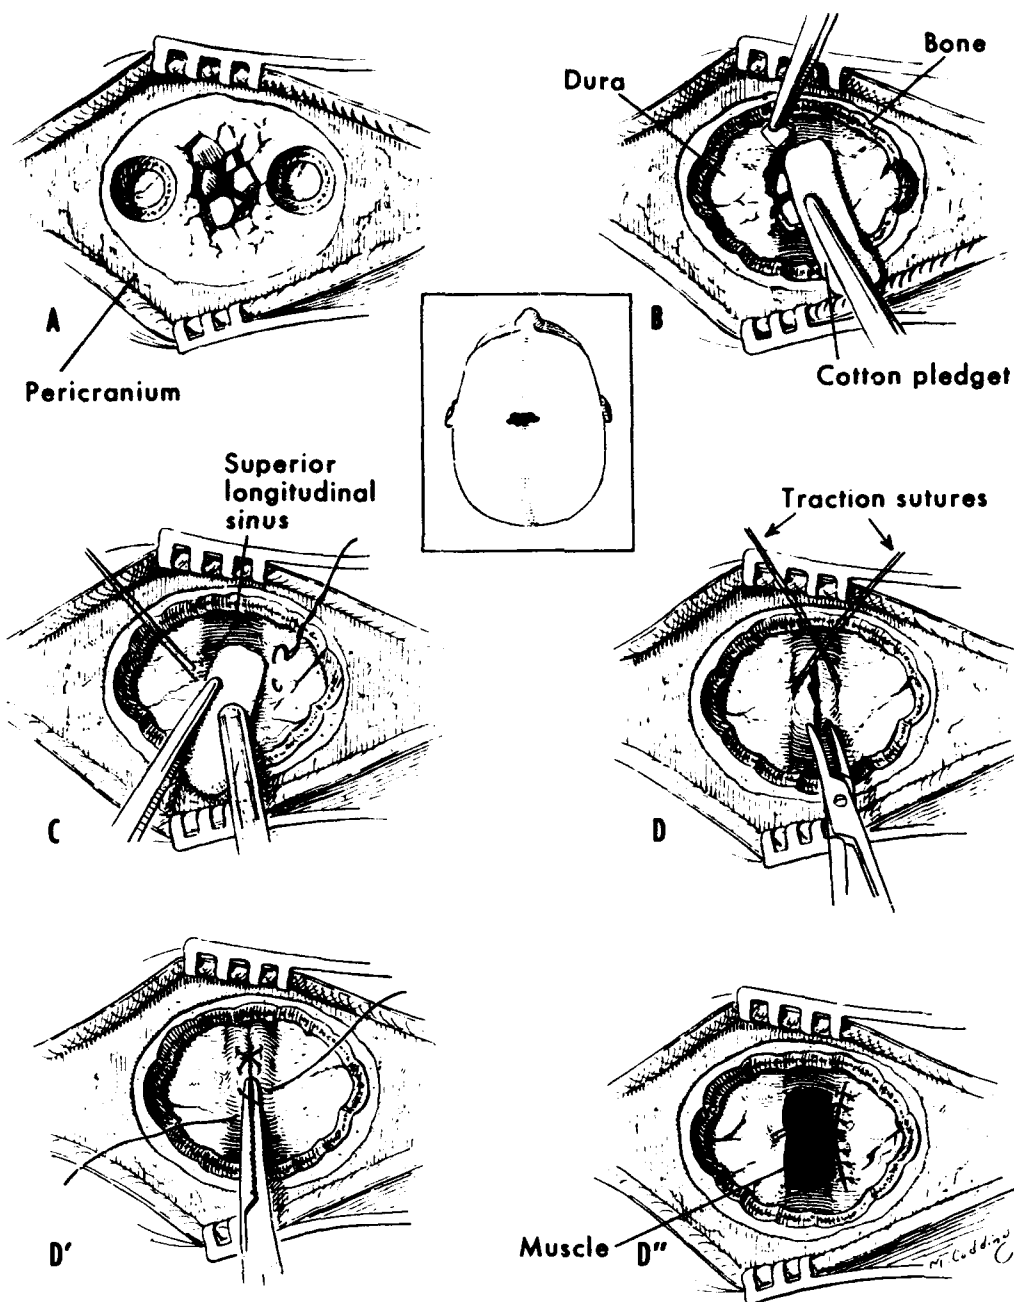 Bone
Dura
A
B
Pericranium
Cotton pledget
Superior
longitudinal
sinus
Traction sutures
C
D
D'
Muscle
D"